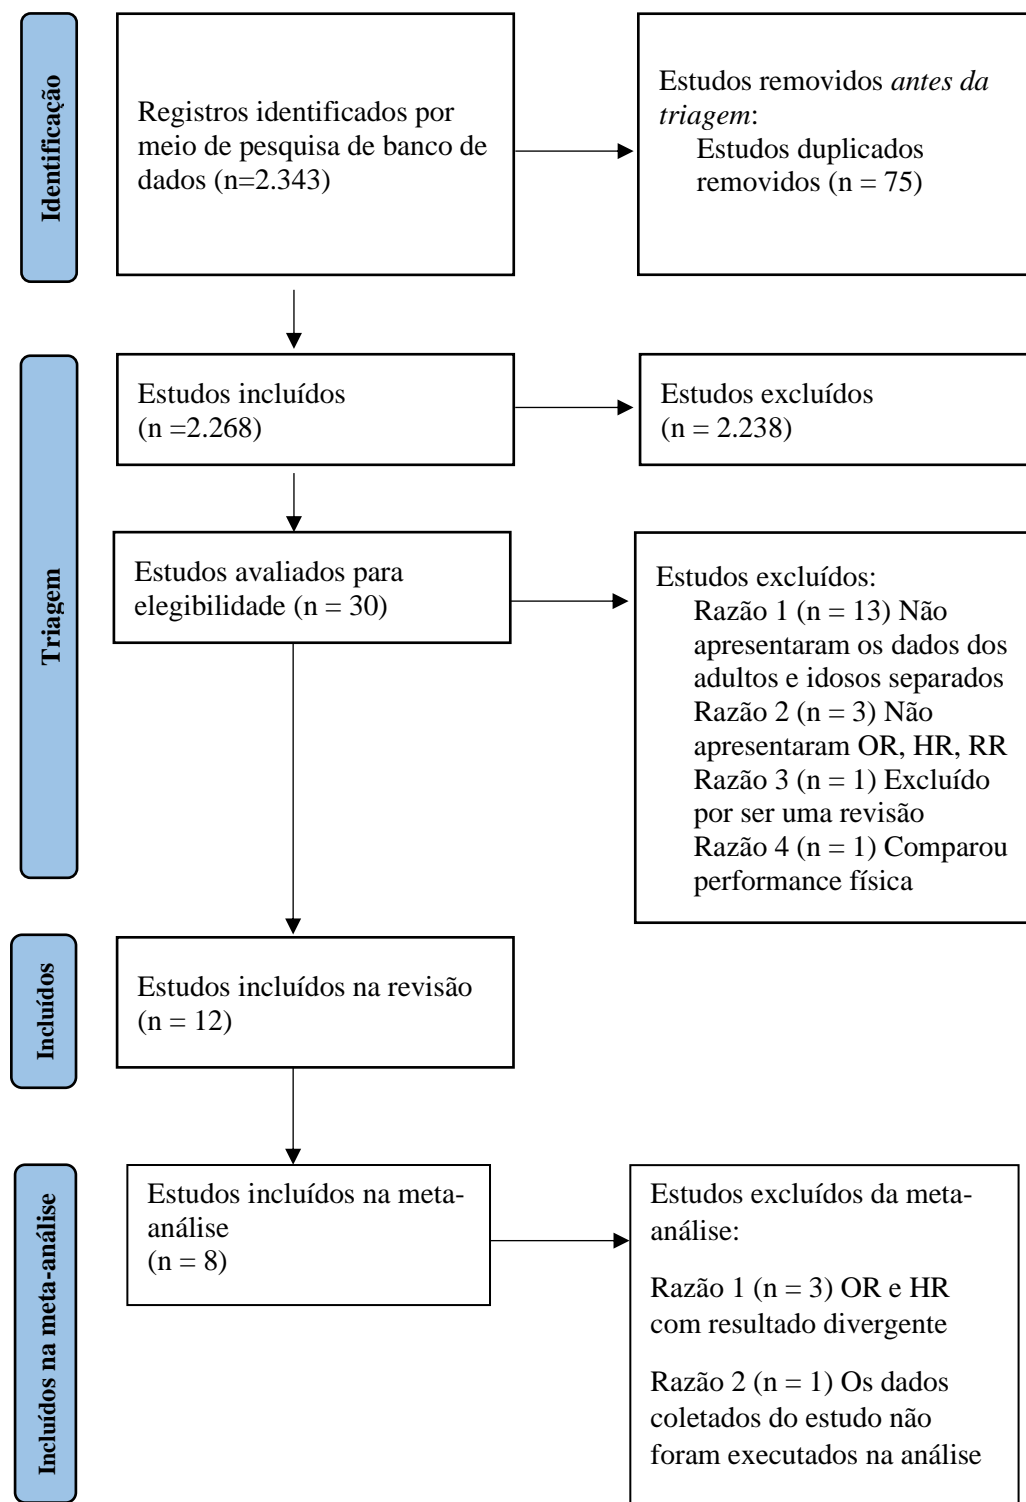 Identificação
Registros identificados por
meio de pesquisa de banco de
dados (n=2.343)
Estudos removidos antes da
triagem:
Estudos duplicados
removidos (n = 75)
Triagem
Estudos incluídos
(n =2.268)
Estudos excluídos
(n = 2.238)
Estudos avaliados para
elegibilidade (n = 30)
Estudos excluídos:
Razão 1 (n = 13) Não
apresentaram os dados dos
adultos e idosos separados
Razão 2 (n = 3) Não
apresentaram OR, HR, RR
Razão 3 (n = 1) Excluído
por ser uma revisão
Razão 4 (n = 1) Comparou
performance física
Incluídos
Estudos incluídos na revisão
(n = 12)
Incluídos na meta-análise
Estudos incluídos na meta-
análise
(n = 8)
Estudos excluídos da meta-
análise:
Razão 1 (n = 3) OR e HR
com resultado divergente
Razão 2 (n = 1) Os dados
coletados do estudo não
foram executados na análise